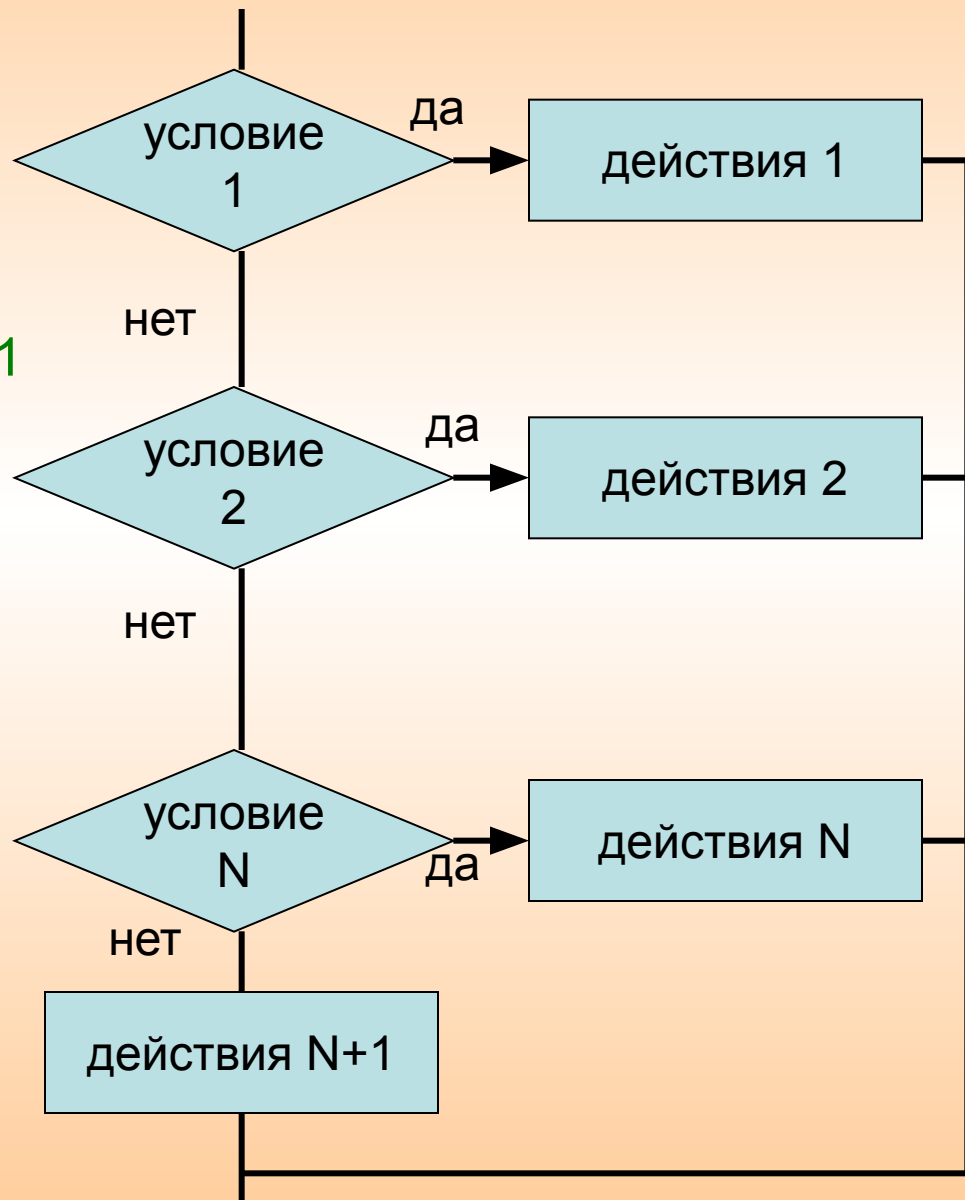 да
условие
1
действия 1
нет
1
да
условие
2
действия 2
нет
условие
N
да
действия N
нет
действия N+1